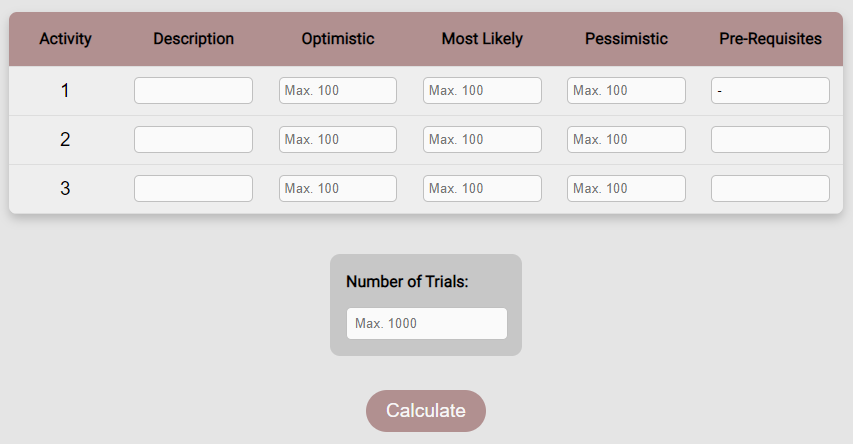 Activity Description Optimistic Most Likely Pessimistic Pre-Requisites
1 Max. 100 Max. 100 Max. 100 -
2 Max. 100 Max. 100 Max. 100
3 Max. 100 Max. 100 Max. 100
Number of Trials:
Max. 1000
Calculate